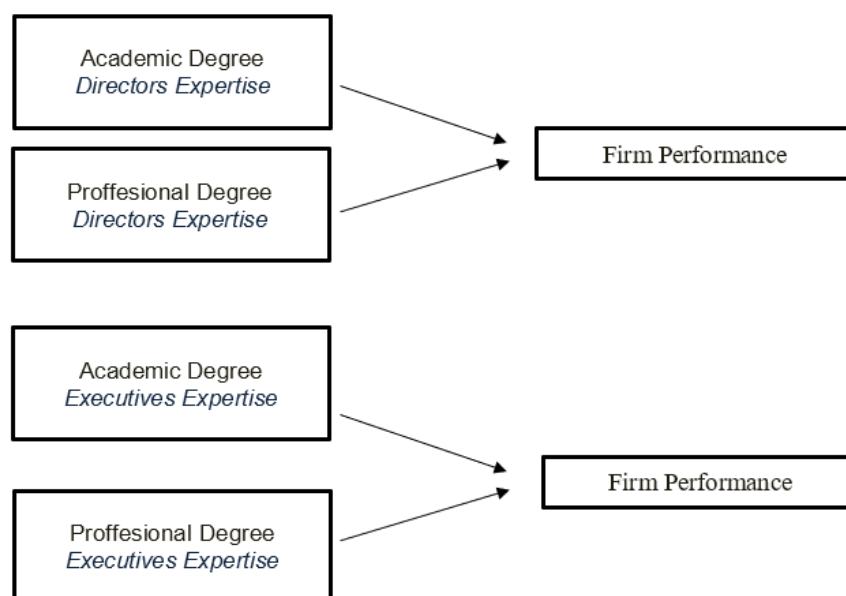 Academic Degree
Directors Expertise
Proffesional Degree
Directors Expertise
Firm Performance
Academic Degree
Executives Expertise
Proffesional Degree
Executives Expertise
Firm Performance